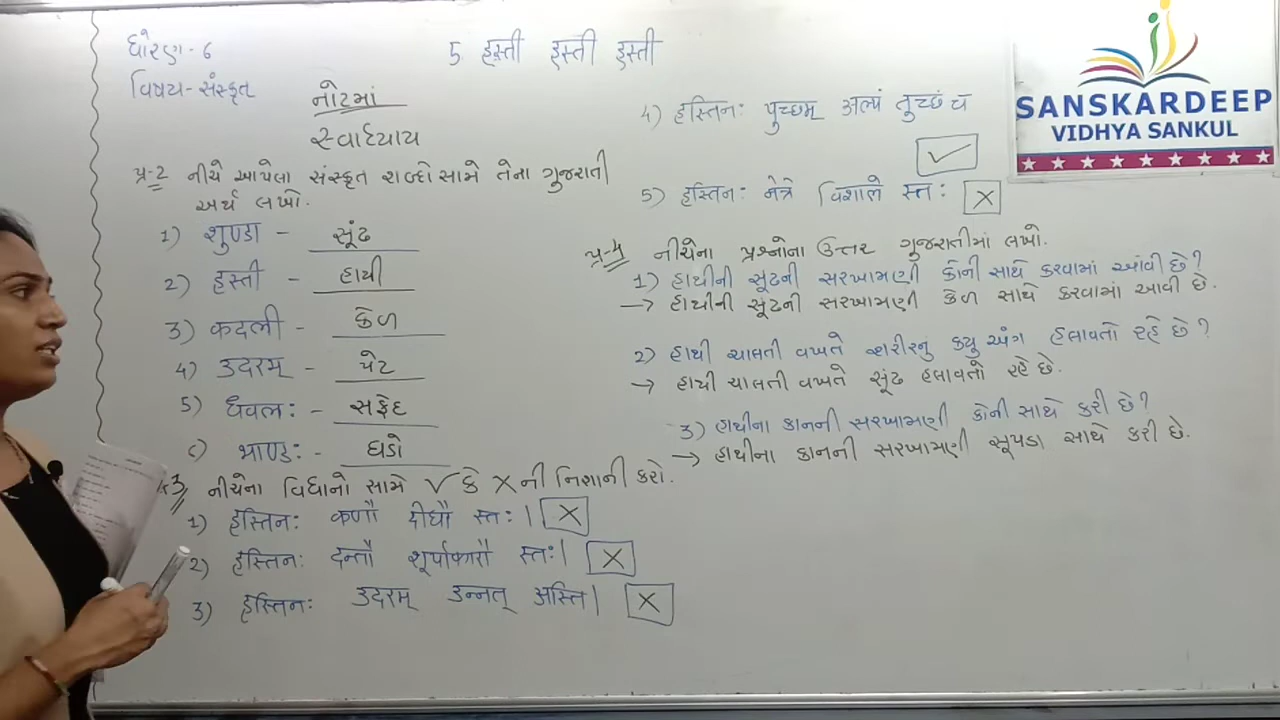 ધોરણ - ૬
વિષય - સંસ્કૃત
5. हस्ती हस्ती हस्ती
નોટમાં
સ્વાધ્યાય
પ્ર-2 નીચે આપેલા સંસ્કૃત શબ્દો સામે તેના ગુજરાતી
અર્થ લખો.
1) शुण्डा - સૂંઢ
2) हस्ती - હાથી
3) कदली - કેળ
4) उदरम् - પેટ
5) धवलः - સફેદ
૮) भाण्डः - ઘડો
3 નીચેના વિધાનો સામે ✓ કે X ની નિશાની કરો.
1) हस्तिनः कर्णौ दीर्घौ स्तः। X
2) हस्तिनः दन्तौ शूर्पाकारौ स्तः। X
3) हस्तिनः उदरम् उन्नत् अस्ति। X
4) हस्तिनः पुच्छम् अल्पं तुच्छं च
✓
5) हस्तिनः नेत्रे विशाले स्तः X
પ્ર-4 નીચેના પ્રશ્નોના ઉત્તર ગુજરાતીમાં લખો.
1) હાથીની સૂંઢની સરખામણી કોની સાથે કરવામાં આવી છે?
→ હાથીની સૂંઢની સરખામણી કેળ સાથે કરવામાં આવી છે.
2) હાથી ચાલતી વખતે શરીરનુ કયુ અંગ હલાવતો રહે છે?
→ હાથી ચાલતી વખતે સૂંઢ હલાવતો રહે છે.
3) હાથીના કાનની સરખામણી કોની સાથે કરી છે?
→ હાથીના કાનની સરખામણી સૂપડા સાથે કરી છે.
SANSKARDEEP
VIDHYA SANKUL